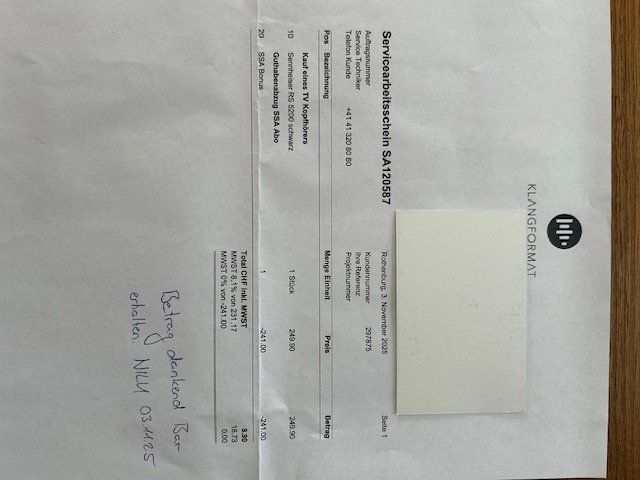 KLANGFORMAT
Rothenburg, 3. November 2025 Seite 1
Servicearbeitsschein SA120587
Auftragsnummer Kundennummer 297875
Service Techniker Ihre Referenz
Telefon Kunde +41 41 320 80 80 Projektnummer
Pos Bezeichnung Menge Einheit Preis Betrag
Kauf eines TV Kopfhörers
10 Sennheiser RS 5200 schwarz 1 Stück 249.90 249.90
Guthabenabzug SSA Abo
20 SSA Bonus 1 -241.00 -241.00
Total CHF inkl. MWST 8.90
MWST 8.1% von 231.17 18.73
MWST 0% von -241.00 0.00
Betrag dankend Bar
erhalten. NILU 03.11.25